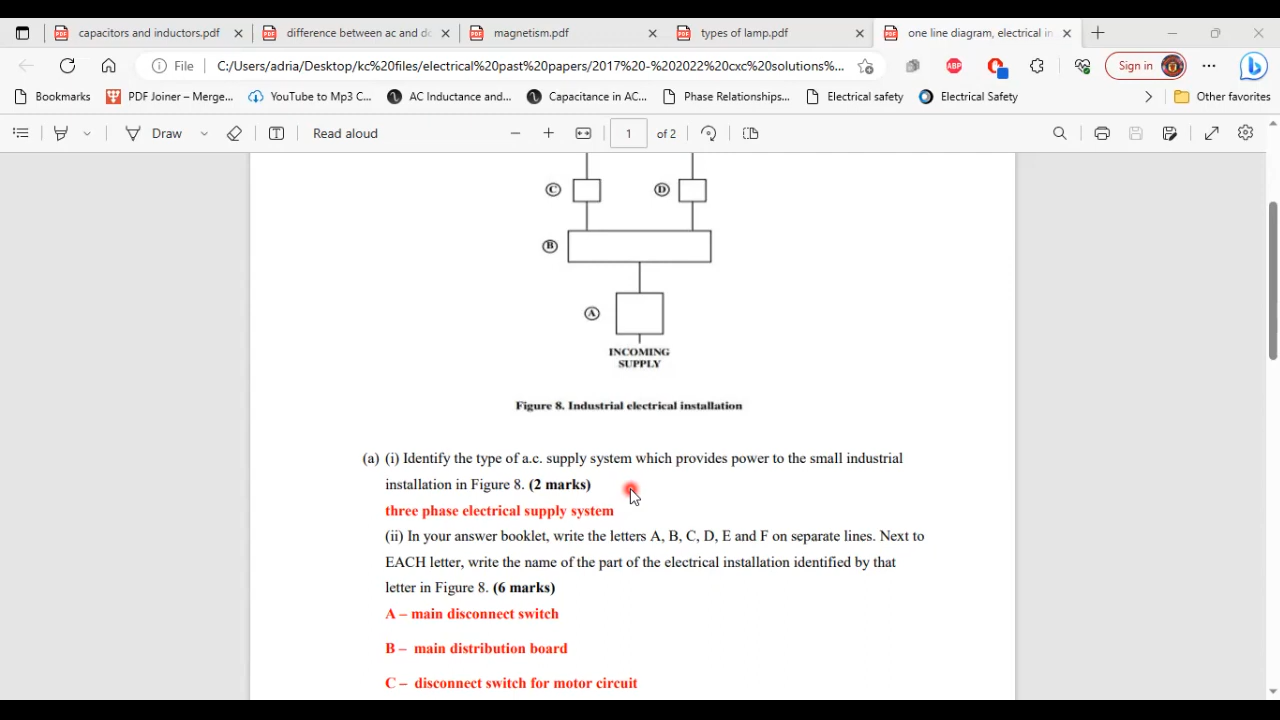 capacitors and inductors.pdf
difference between ac and dc
magnetism.pdf
types of lamp.pdf
one line diagram, electrical in
File
C:/Users/adria/Desktop/kc%20files/electrical%20past%20papers/2017%20-%202022%20cxc%20solutions%...
ABP
Sign in
Bookmarks
PDF Joiner – Merge...
YouTube to Mp3 C...
AC Inductance and...
Capacitance in AC...
Phase Relationships...
Electrical safety
Electrical Safety
Other favorites
Draw
Read aloud
1 of 2
C
D
B
A
INCOMING
SUPPLY
Figure 8. Industrial electrical installation
(a) (i) Identify the type of a.c. supply system which provides power to the small industrial
installation in Figure 8. (2 marks)
three phase electrical supply system
(ii) In your answer booklet, write the letters A, B, C, D, E and F on separate lines. Next to
EACH letter, write the name of the part of the electrical installation identified by that
letter in Figure 8. (6 marks)
A – main disconnect switch
B – main distribution board
C – disconnect switch for motor circuit